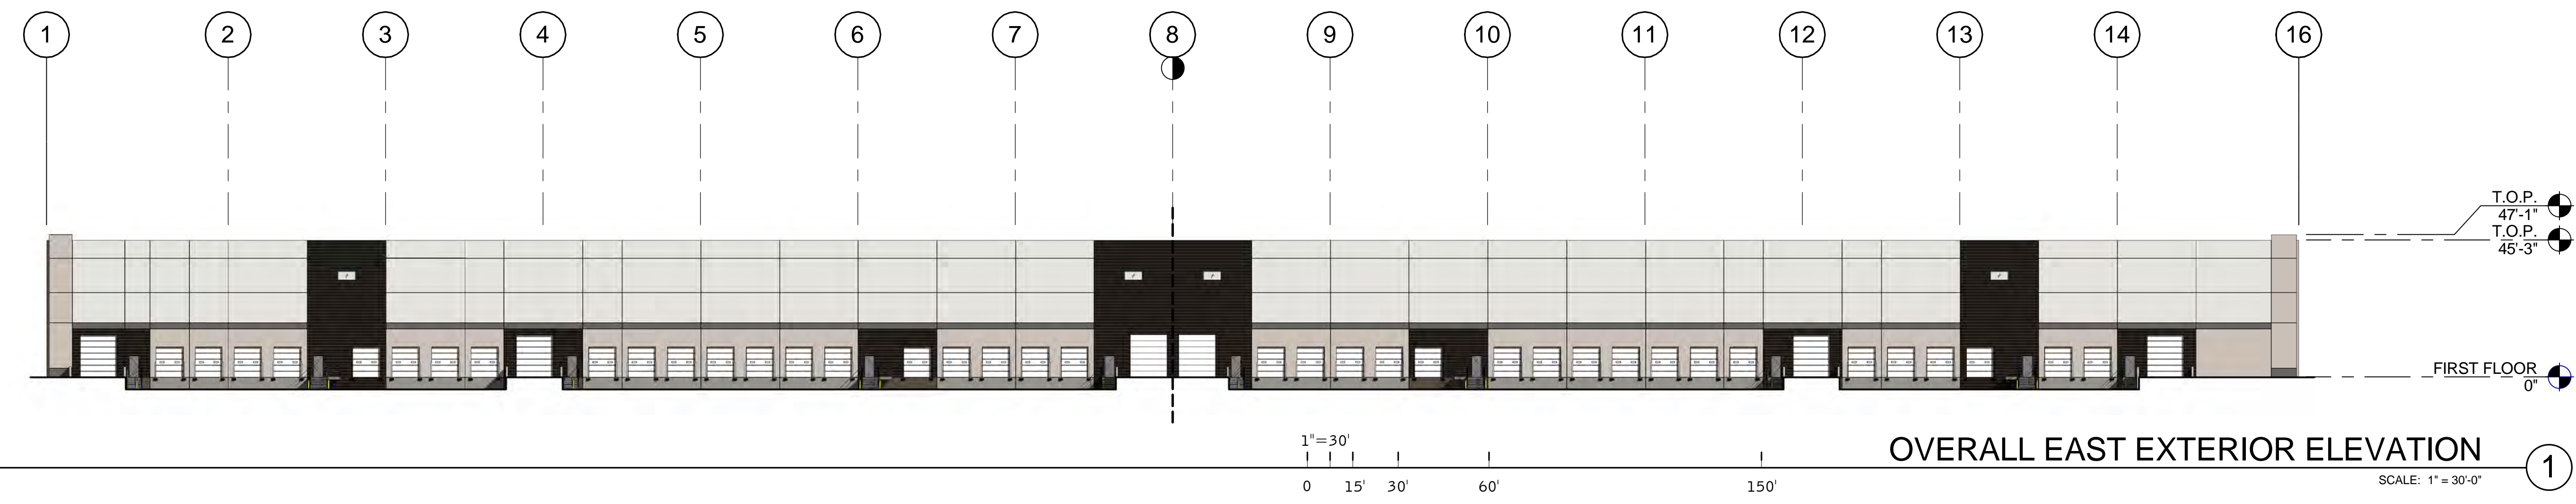 1 2 3 4 5 6 7 8 9 10 11 12 13 14 16
T.O.P.
47'-1"
T.O.P.
45'-3"
FIRST FLOOR
0"
1"=30'
0 15' 30' 60' 150'
OVERALL EAST EXTERIOR ELEVATION
SCALE: 1" = 30'-0"
1